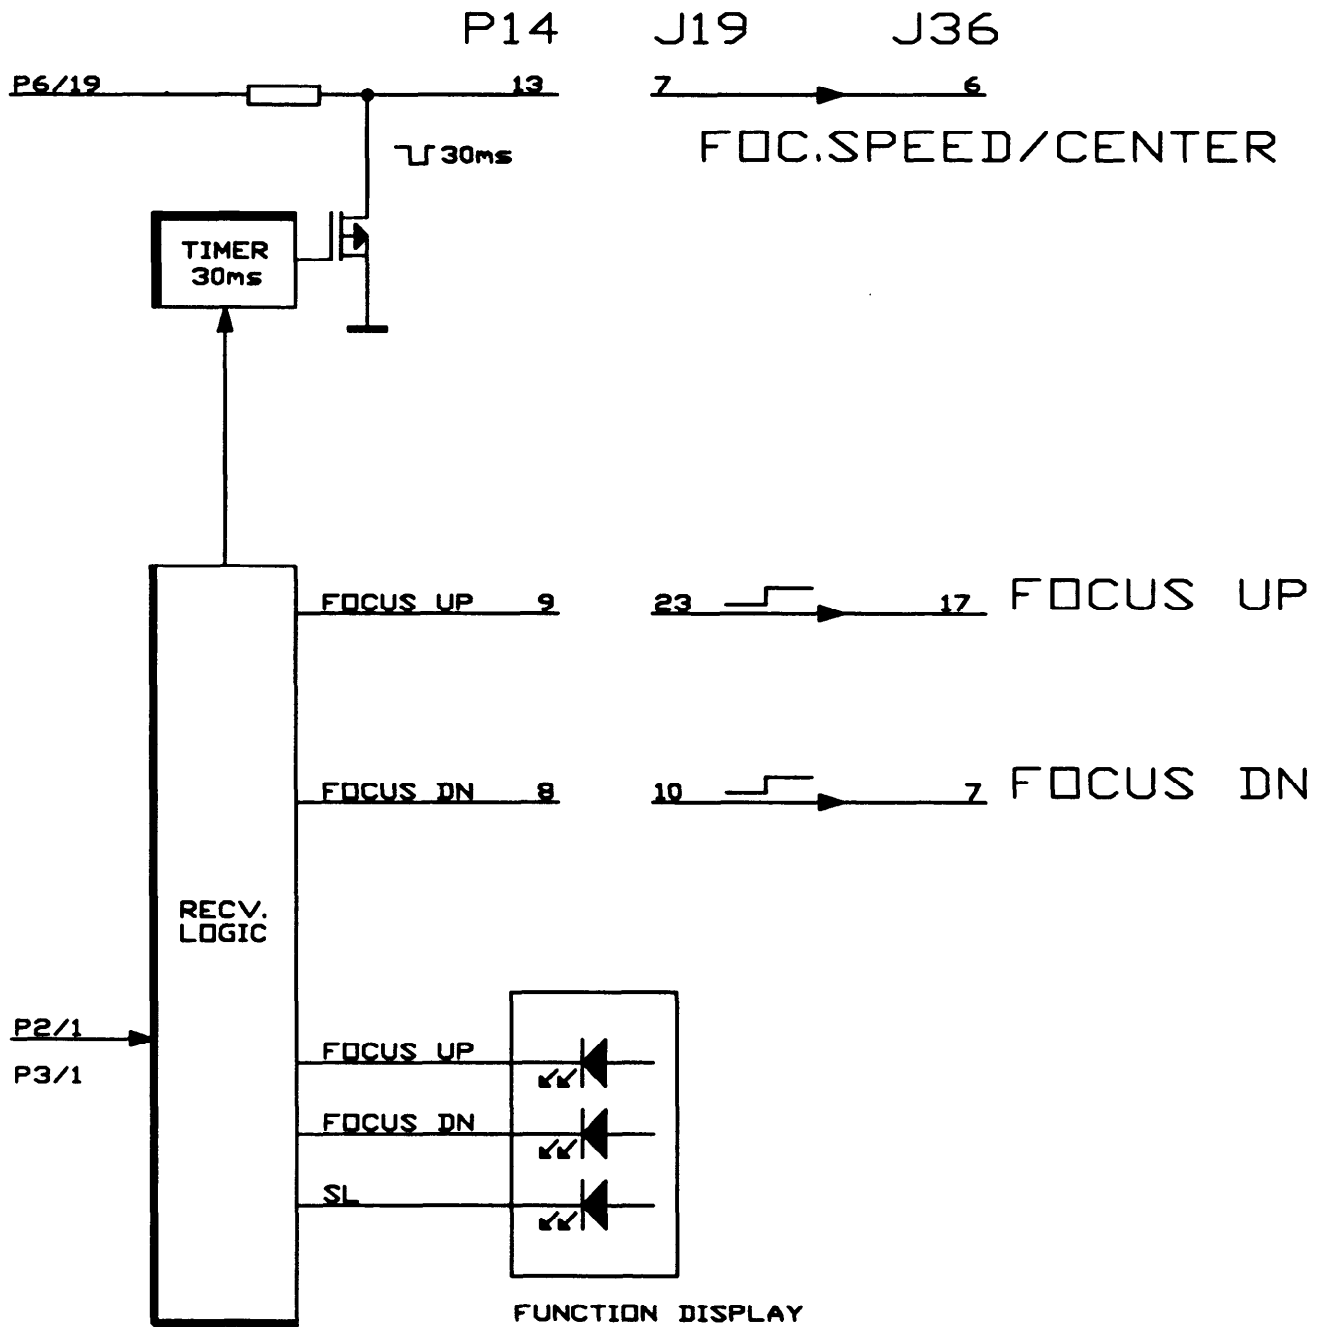 P14 J19 J36
P6/19 13 7 6
30ms FOC.SPEED/CENTER
TIMER
30ms
FOCUS UP 9 23 17 FOCUS UP
FOCUS DN 8 10 7 FOCUS DN
RECV.
LOGIC
P2/1
P3/1
FOCUS UP
FOCUS DN
SL
FUNCTION DISPLAY